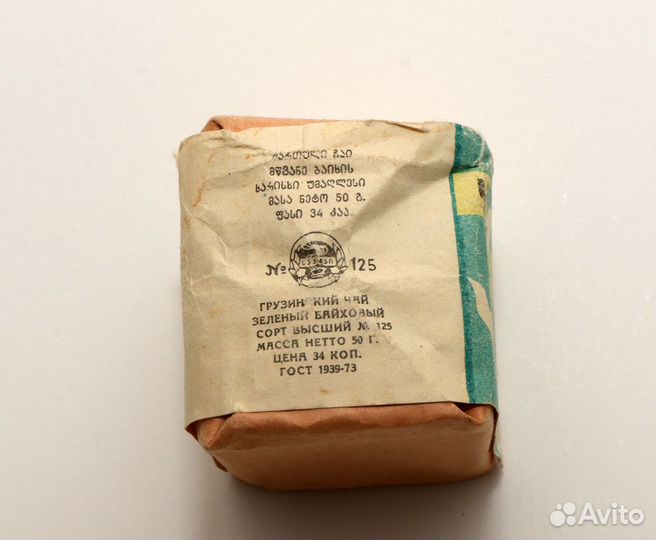 ქართული ჩაი
მწვანე ბაიხის
ხარისხი უმაღლესი
მასა ნეტო 50 გ.
ფასი 34 კაპ.
№ 125
ГРУЗИНСКИЙ ЧАЙ
ЗЕЛЕНЫЙ БАЙХОВЫЙ
СОРТ ВЫСШИЙ № 125
МАССА НЕТТО 50 Г.
ЦЕНА 34 КОП.
ГОСТ 1939-73
Avito